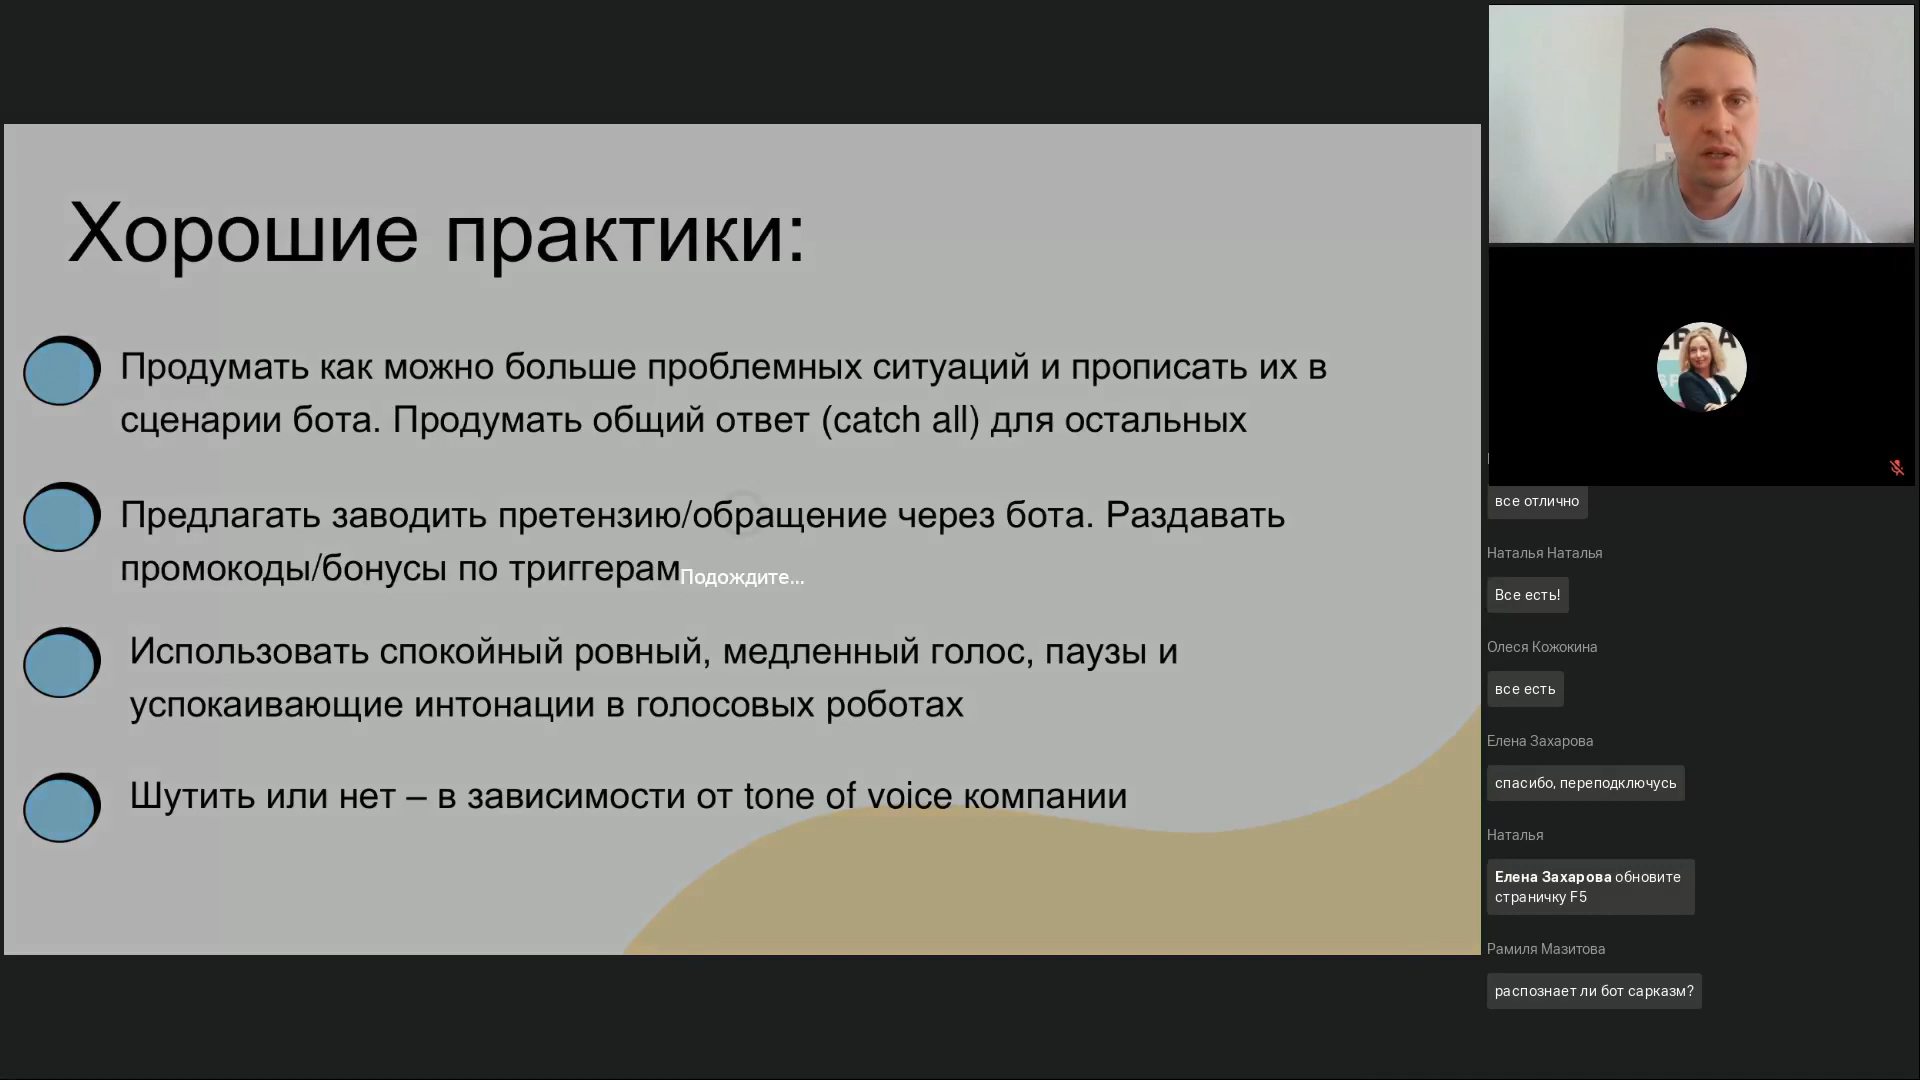 Хорошие практики:
Продумать как можно больше проблемных ситуаций и прописать их в
сценарии бота. Продумать общий ответ (catch all) для остальных
Предлагать заводить претензию/обращение через бота. Раздавать
промокоды/бонусы по триггерам
Подождите...
Использовать спокойный ровный, медленный голос, паузы и
успокаивающие интонации в голосовых роботах
Шутить или нет – в зависимости от tone of voice компании
все отлично
Наталья Наталья
Все есть!
Олеся Кожокина
все есть
Елена Захарова
спасибо, переподключусь
Наталья
Елена Захарова обновите
страничку F5
Рамиля Мазитова
распознает ли бот сарказм?